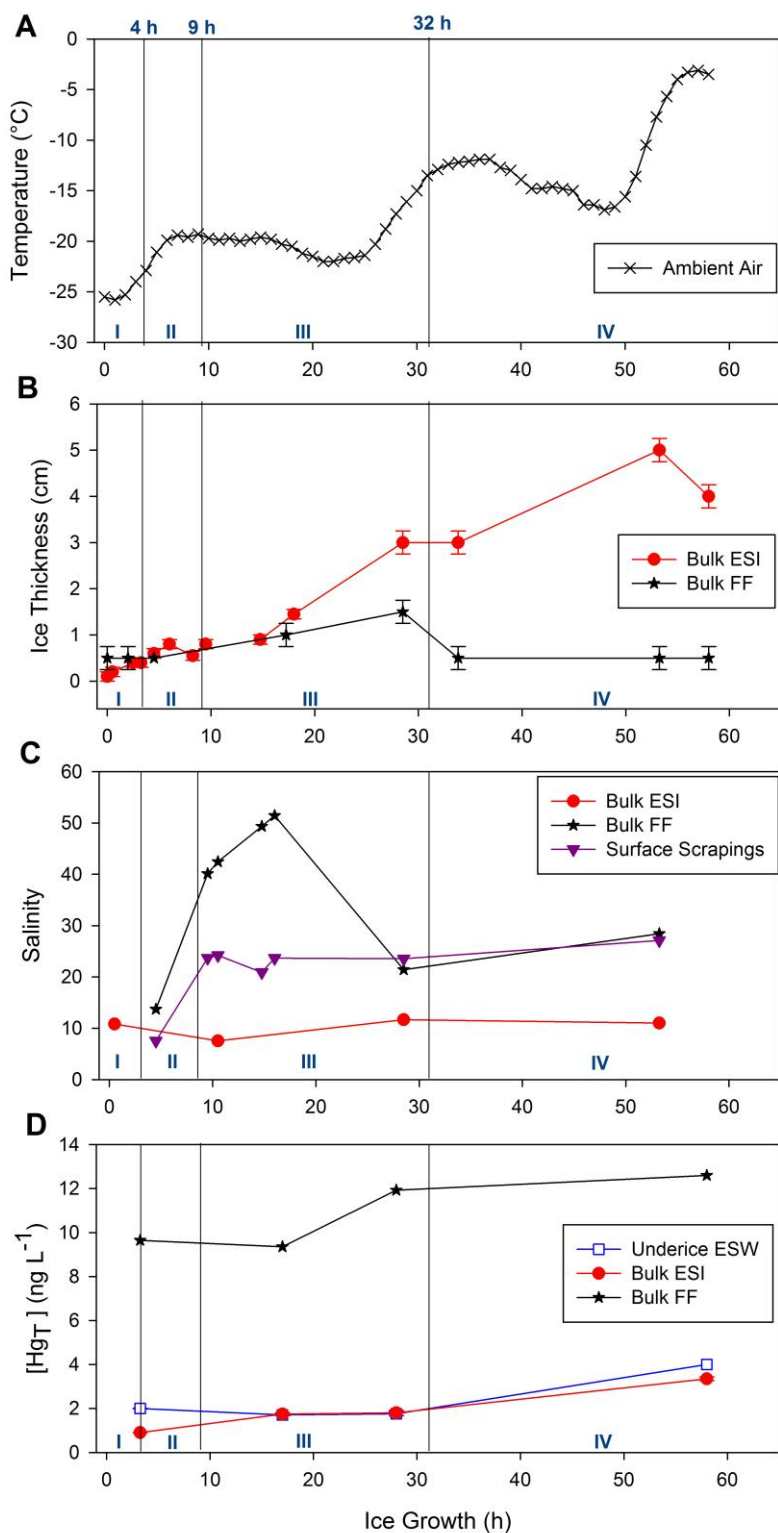 A
4 h 9 h 32 h
0
-5
-10
-15
-20
-25
-30
Temperature (°C)
Ambient Air
I II III IV
0 10 20 30 40 50 60
B
6
5
4
3
2
1
0
Ice Thickness (cm)
Bulk ESI
Bulk FF
I II III IV
0 10 20 30 40 50 60
C
60
50
40
30
20
10
0
Salinity
Bulk ESI
Bulk FF
Surface Scrapings
I II III IV
0 10 20 30 40 50 60
D
14
12
10
8
6
4
2
0
[HgT] (ng L-1)
Underice ESW
Bulk ESI
Bulk FF
I II III IV
0 10 20 30 40 50 60
Ice Growth (h)